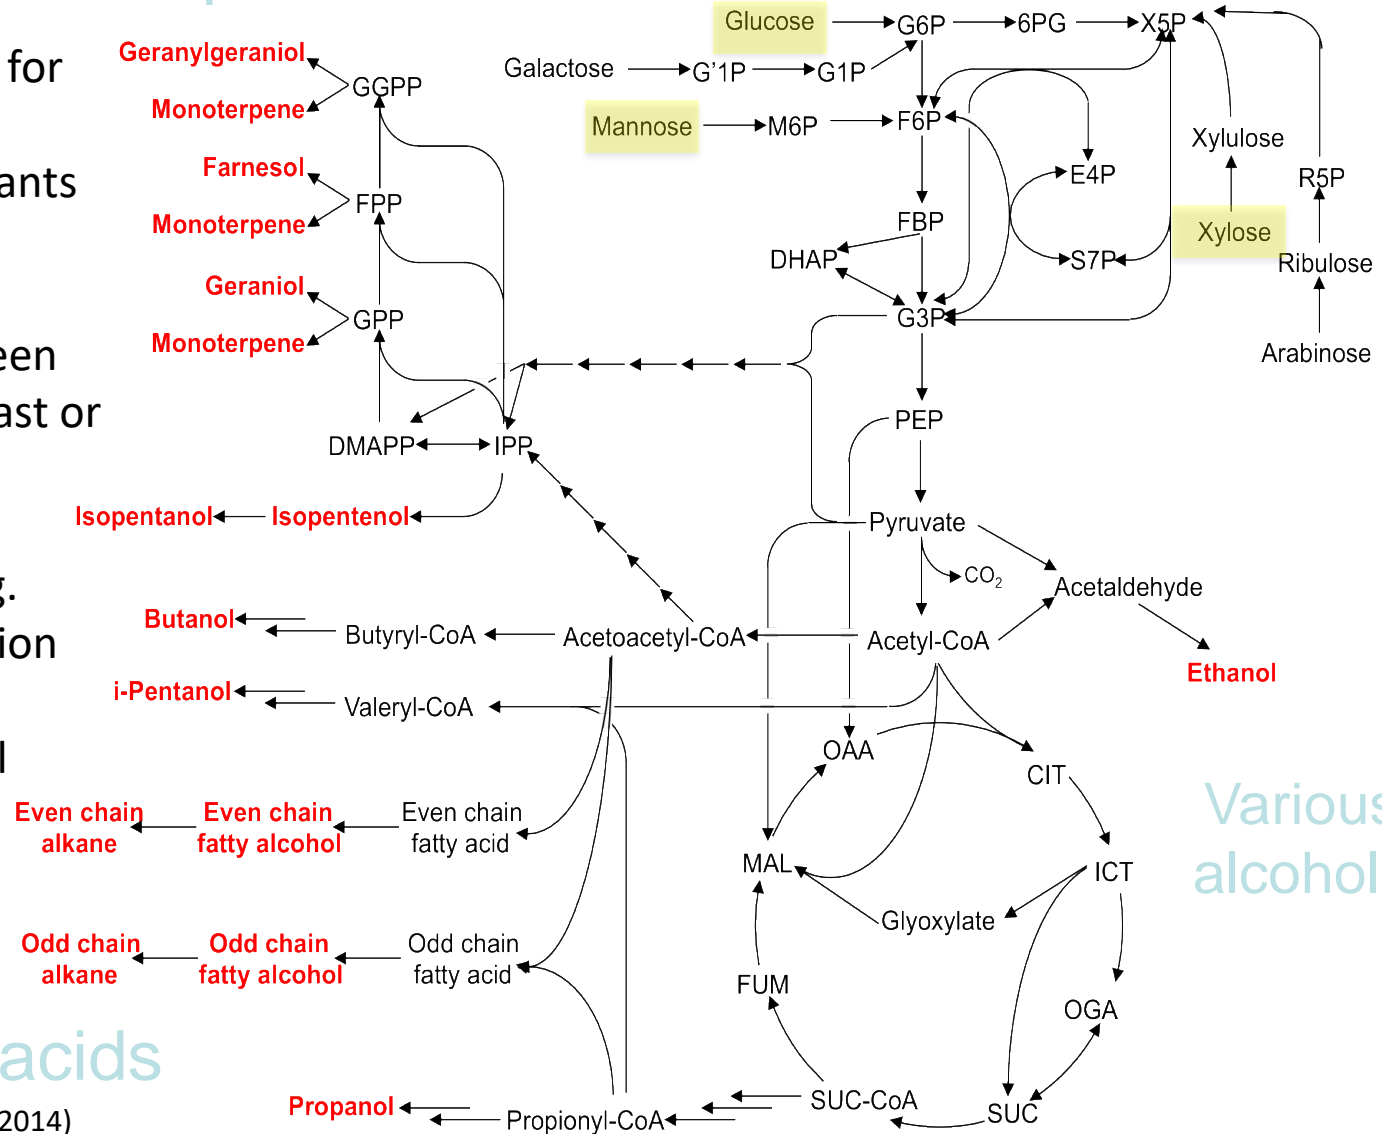 for
ants
een
ast or
g.
ion
l
acids
2014)
Various
alcohol
Geranylgeraniol
Monoterpene
GGPP
Farnesol
Monoterpene
FPP
Geraniol
Monoterpene
GPP
DMAPP
IPP
Isopentanol
Isopentenol
Butanol
Butyryl-CoA
Acetoacetyl-CoA
Acetyl-CoA
i-Pentanol
Valeryl-CoA
Even chain
alkane
Even chain
fatty alcohol
Even chain
fatty acid
Odd chain
alkane
Odd chain
fatty alcohol
Odd chain
fatty acid
Propanol
Propionyl-CoA
Glucose
G6P
6PG
X5P
Galactose
G'1P
G1P
Mannose
M6P
F6P
Xylulose
E4P
R5P
FBP
Xylose
DHAP
S7P
Ribulose
G3P
Arabinose
PEP
Pyruvate
CO2
Acetaldehyde
Ethanol
OAA
CIT
MAL
ICT
Glyoxylate
FUM
OGA
SUC-CoA
SUC